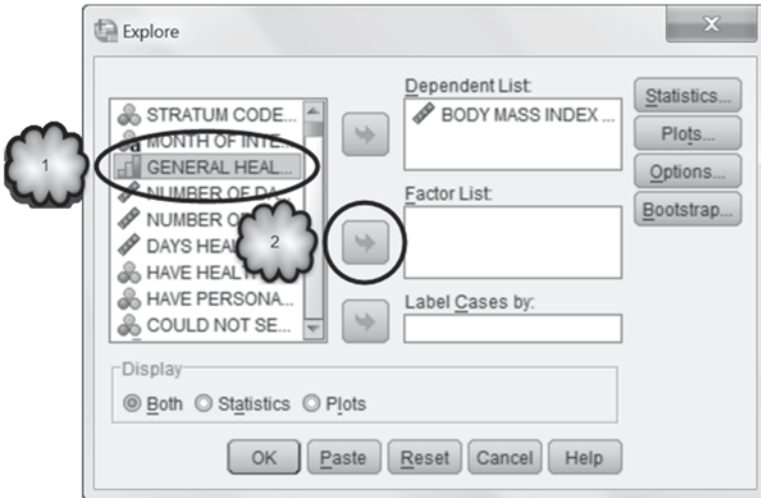 Explore
x
Dependent List:
Statistics...
STRATUM CODE...
BODY MASS INDEX ...
a MONTH OF INTE...
Plots...
1
GENERAL HEAL...
Options...
NUMBER OF DA...
Factor List:
Bootstrap...
NUMBER OF
2
DAYS HEAL
HAVE HEALT
HAVE PERSONA...
Label Cases by:
COULD NOT SE...
Display
Both Statistics Plots
OK Paste Reset Cancel Help